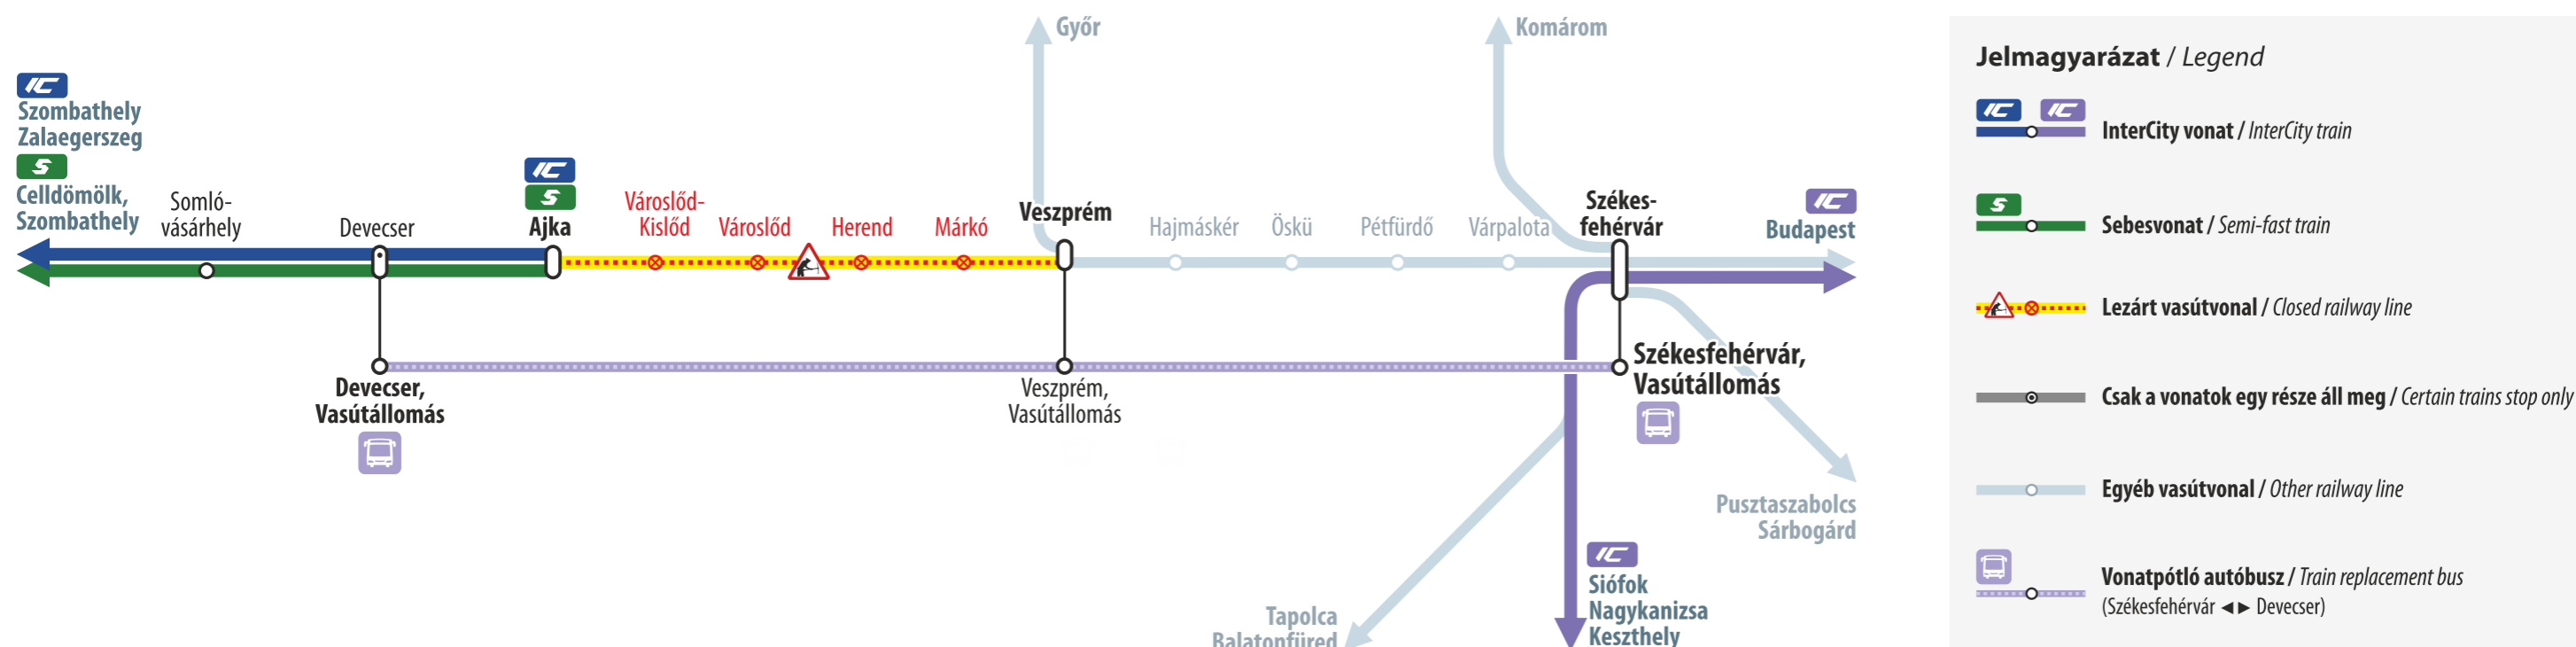 Győr
Komárom
IC
Szombathely
Zalaegerszeg
S
Celldömölk,
Szombathely
Somló-
vásárhely
Devecser
IC
S
Ajka
Városlőd-
Kislőd
Városlőd
Herend
Márkó
Veszprém
Hajmáskér
Öskü
Pétfürdő
Várpalota
Székes-
fehérvár
IC
Budapest
Devecser,
Vasútállomás
Veszprém,
Vasútállomás
Székesfehérvár,
Vasútállomás
Pusztaszabolcs
Sárbogárd
IC
Siófok
Nagykanizsa
Keszthely
Tapolca
Balatonfüred
Jelmagyarázat / Legend
IC IC
InterCity vonat / InterCity train
S
Sebesvonat / Semi-fast train
Lezárt vasútvonal / Closed railway line
Csak a vonatok egy része áll meg / Certain trains stop only
Egyéb vasútvonal / Other railway line
Vonatpótló autóbusz / Train replacement bus
(Székesfehérvár ◄► Devecser)